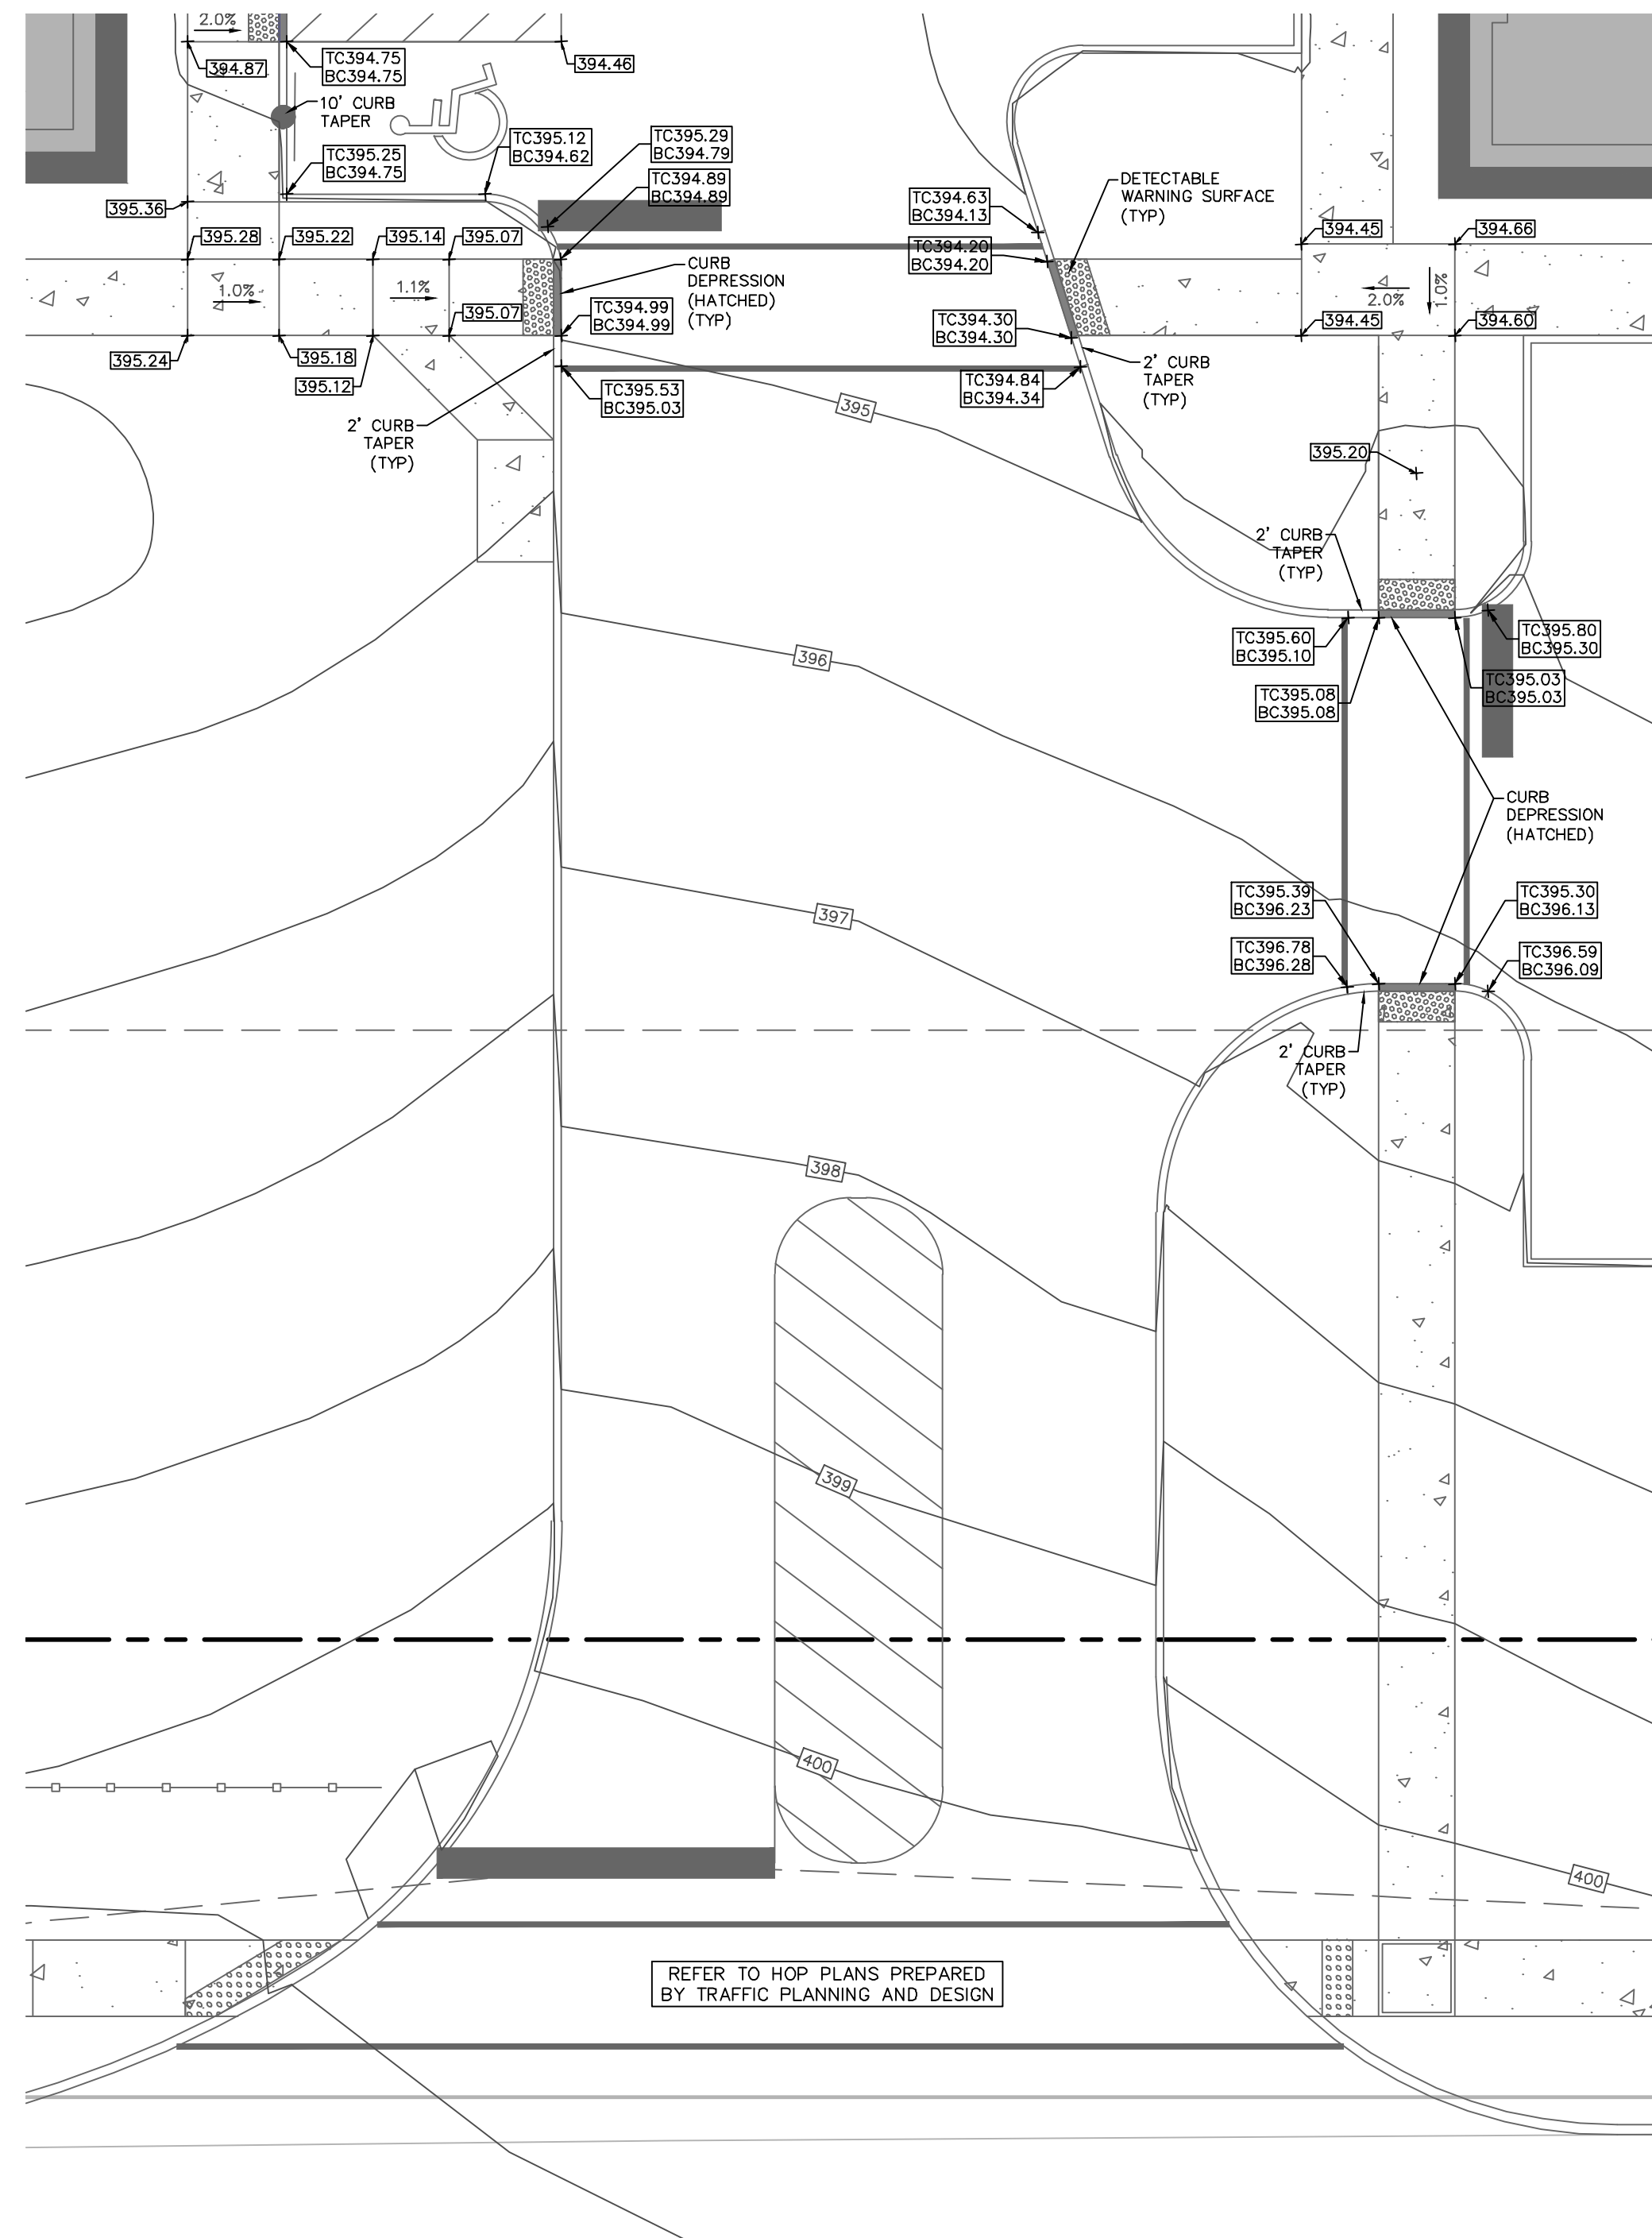 2.0%
394.87
TC394.75
BC394.75
394.46
10' CURB
TAPER
TC395.25
BC394.75
TC395.12
BC394.62
TC395.29
BC394.79
TC394.89
BC394.89
395.36
395.28
395.22
395.14
395.07
1.0%
1.1%
395.07
395.24
395.18
395.12
CURB
DEPRESSION
(HATCHED)
(TYP)
TC394.99
BC394.99
TC395.53
BC395.03
2' CURB
TAPER
(TYP)
TC394.63
BC394.13
TC394.20
BC394.20
DETECTABLE
WARNING SURFACE
(TYP)
TC394.30
BC394.30
TC394.84
BC394.34
2' CURB
TAPER
(TYP)
394.45
394.66
2.0%
1.0%
394.45
394.60
395
395.20
2' CURB
TAPER
(TYP)
TC395.60
BC395.10
TC395.08
BC395.08
TC395.80
BC395.30
TC395.03
BC395.03
396
CURB
DEPRESSION
(HATCHED)
TC395.39
BC396.23
TC395.30
BC396.13
TC396.78
BC396.28
TC396.59
BC396.09
397
2' CURB
TAPER
(TYP)
398
399
400
400
REFER TO HOP PLANS PREPARED
BY TRAFFIC PLANNING AND DESIGN